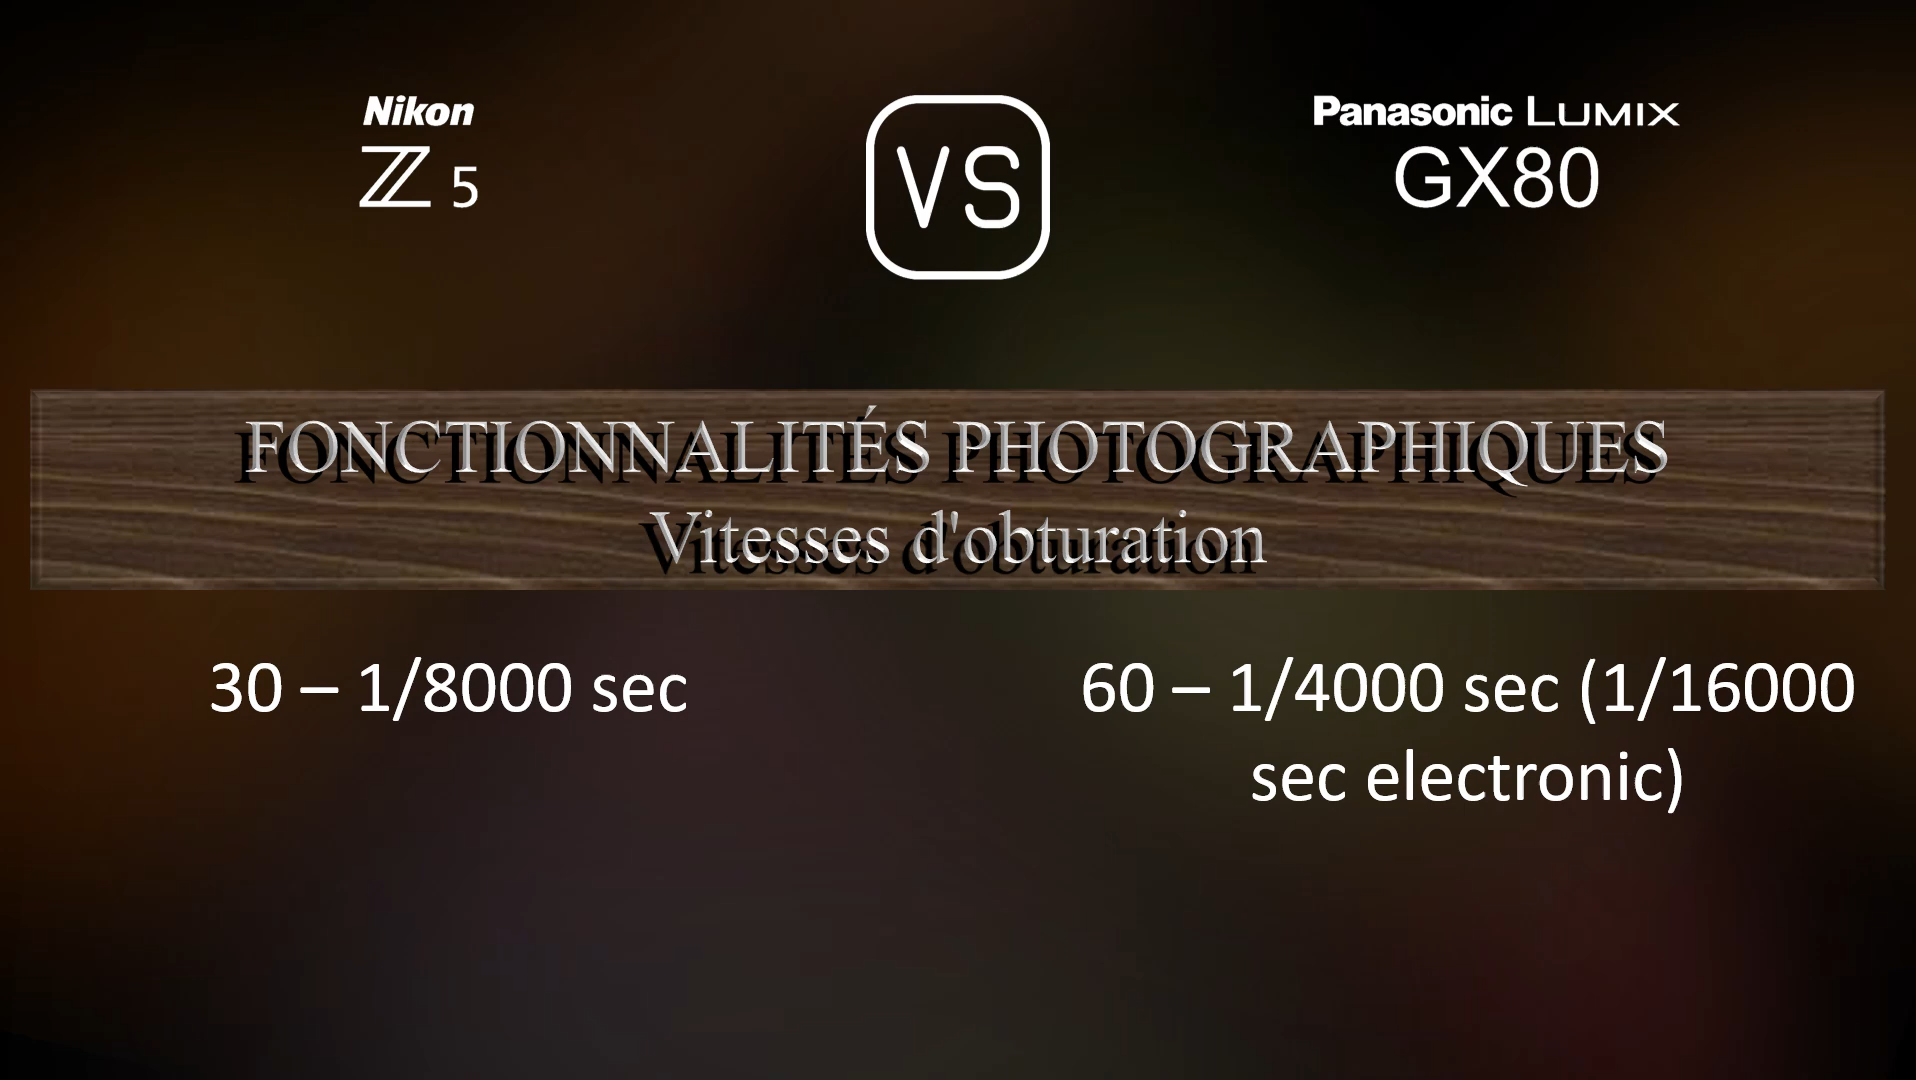 Nikon
Z 5
VS
Panasonic LUMIX
GX80
FONCTIONNALITÉS PHOTOGRAPHIQUES
Vitesses d'obturation
30 – 1/8000 sec
60 – 1/4000 sec (1/16000
sec electronic)